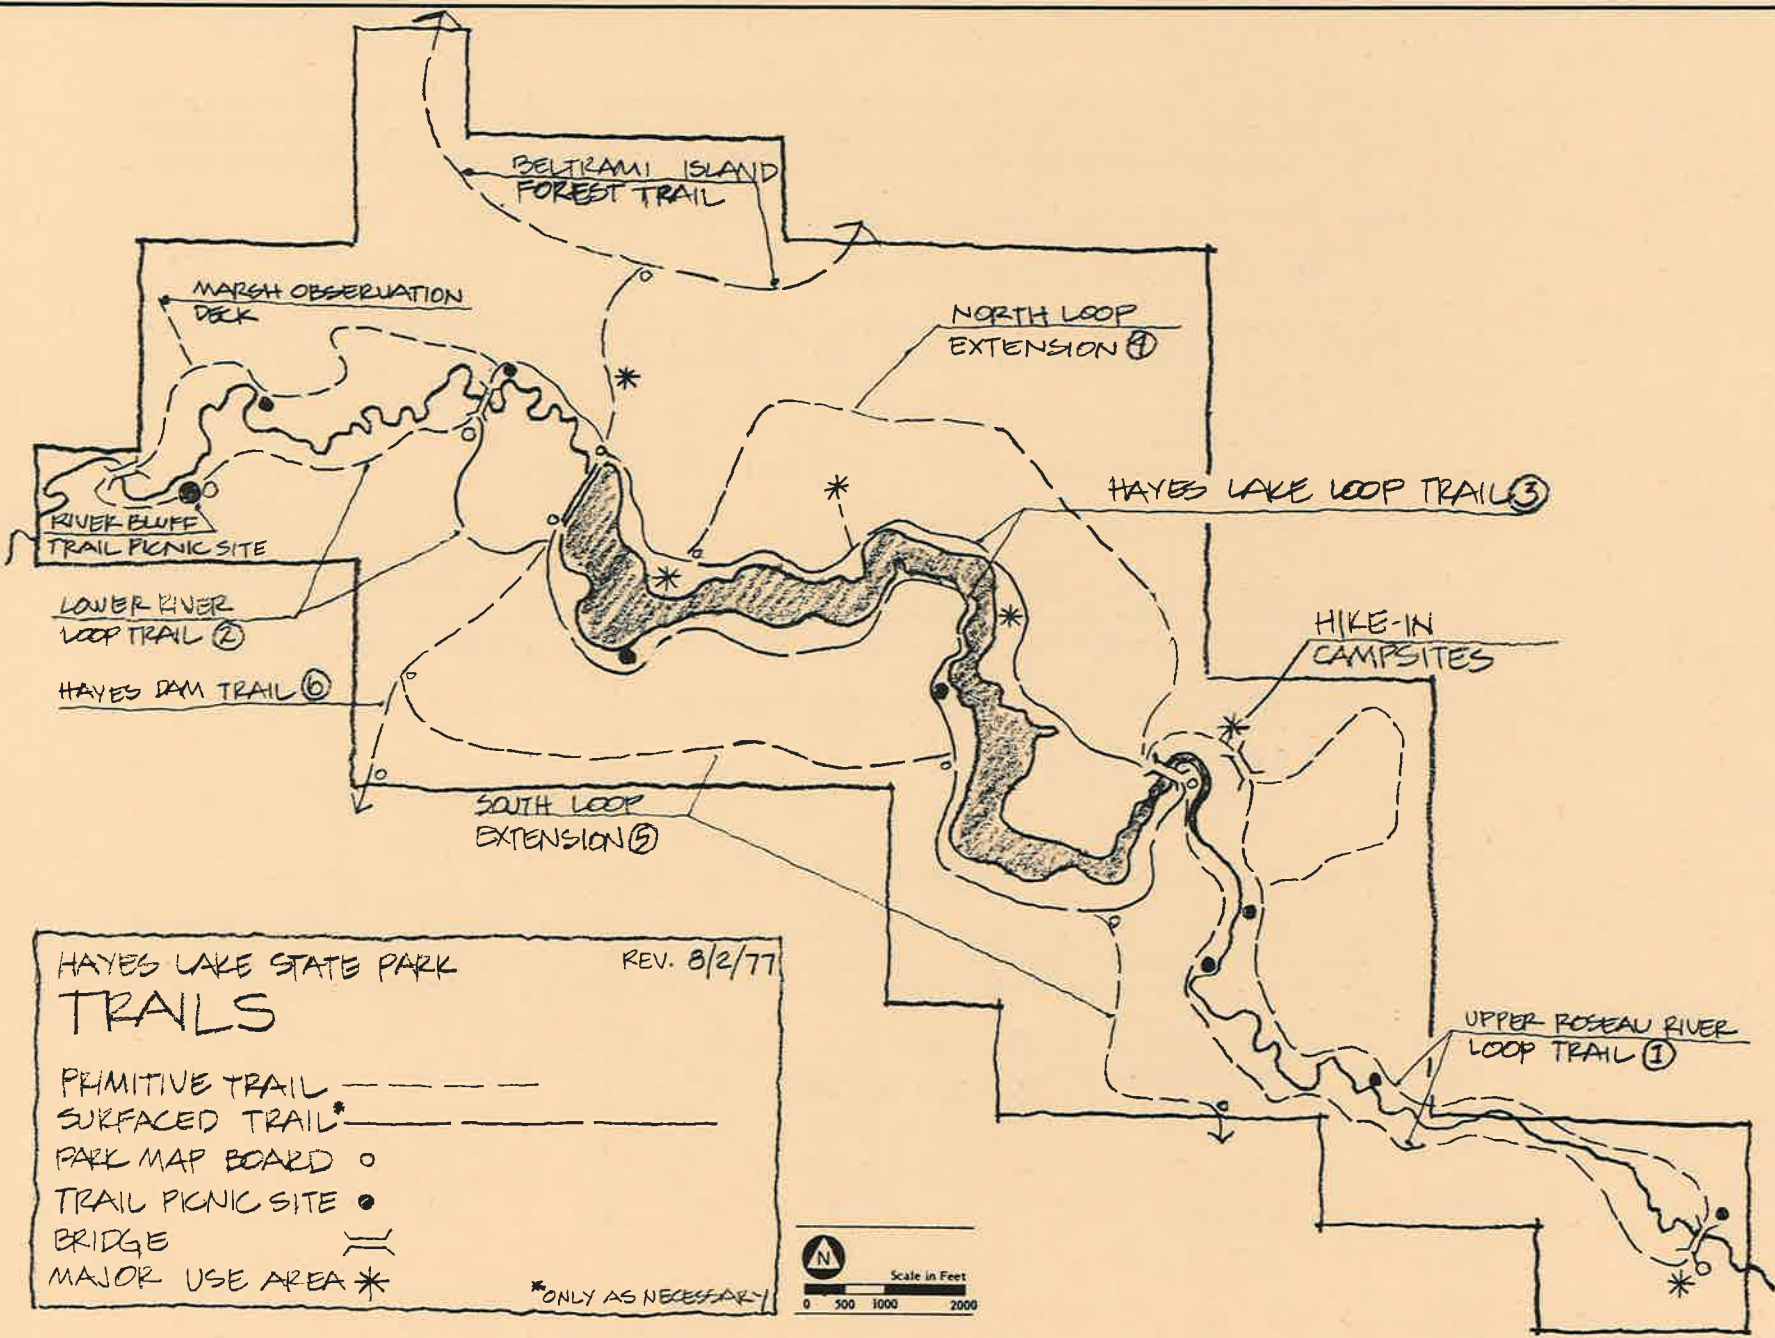 BELTRAMI ISLAND
FOREST TRAIL
MARSH OBSERVATION
DECK
NORTH LOOP
EXTENSION 4
HAYES LAKE LOOP TRAIL 3
RIVER BLUFF
TRAIL PICNIC SITE
LOWER RIVER
LOOP TRAIL 2
HAYES DAM TRAIL 6
HIKE-IN
CAMPSITES
SOUTH LOOP
EXTENSION 5
UPPER ROSEAU RIVER
LOOP TRAIL 1
HAYES LAKE STATE PARK REV. 8/2/77
TRAILS
PRIMITIVE TRAIL
SURFACED TRAIL*
PARK MAP BOARD
TRAIL PICNIC SITE
BRIDGE
MAJOR USE AREA
*ONLY AS NECESSARY
N
Scale in Feet
0 500 1000 2000